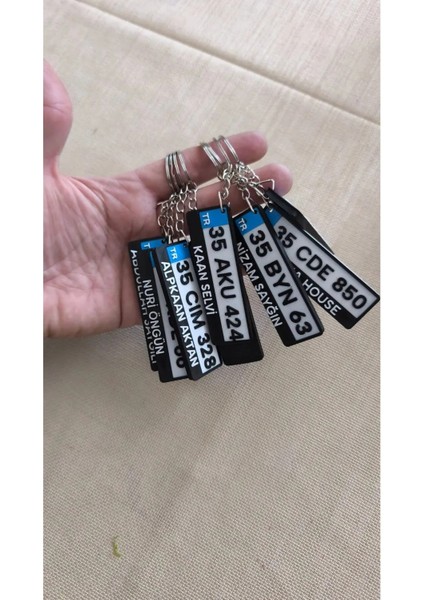 TR
NURİ ÖNGÜN
TR
35 CIM 328
ALPKAAN AKTAN
TR
35 AKU 424
KAAN SELVİ
TR
35 BYN 63
NİZAM SAYGIN
35 CDE 850
HOUSE